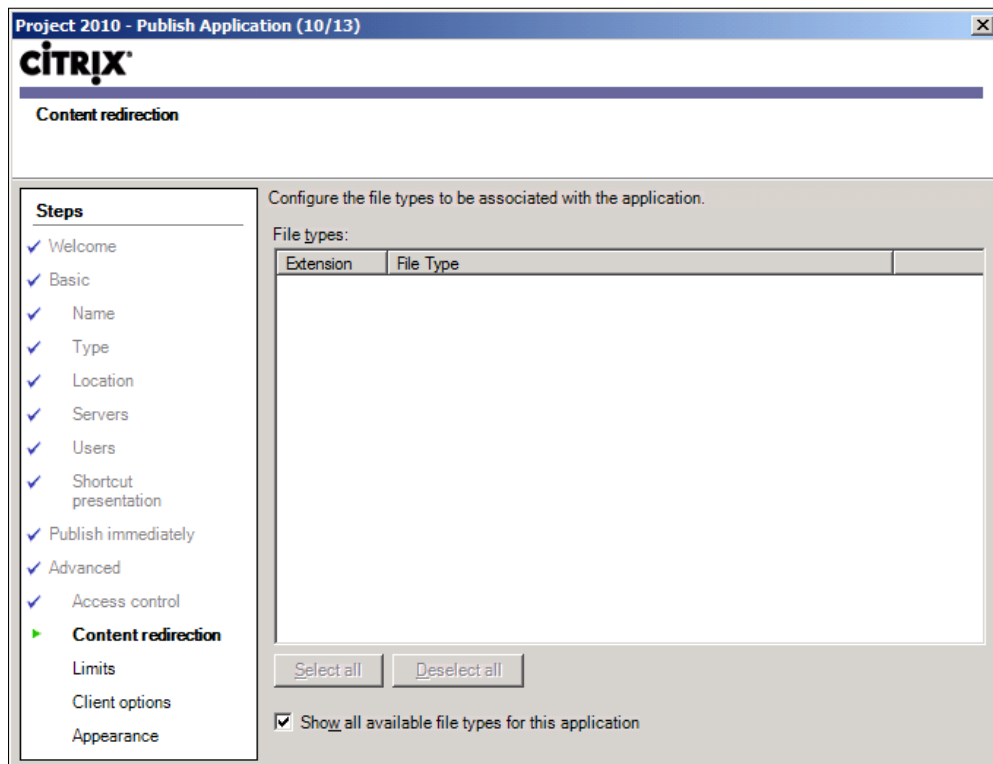 Project 2010 - Publish Application (10/13)
CITRIX
Content redirection
Steps
Welcome
Basic
Name
Type
Location
Servers
Users
Shortcut
presentation
Publish immediately
Advanced
Access control
Content redirection
Limits
Client options
Appearance
Configure the file types to be associated with the application.
File types:
Extension File Type
Select all Deselect all
Show all available file types for this application